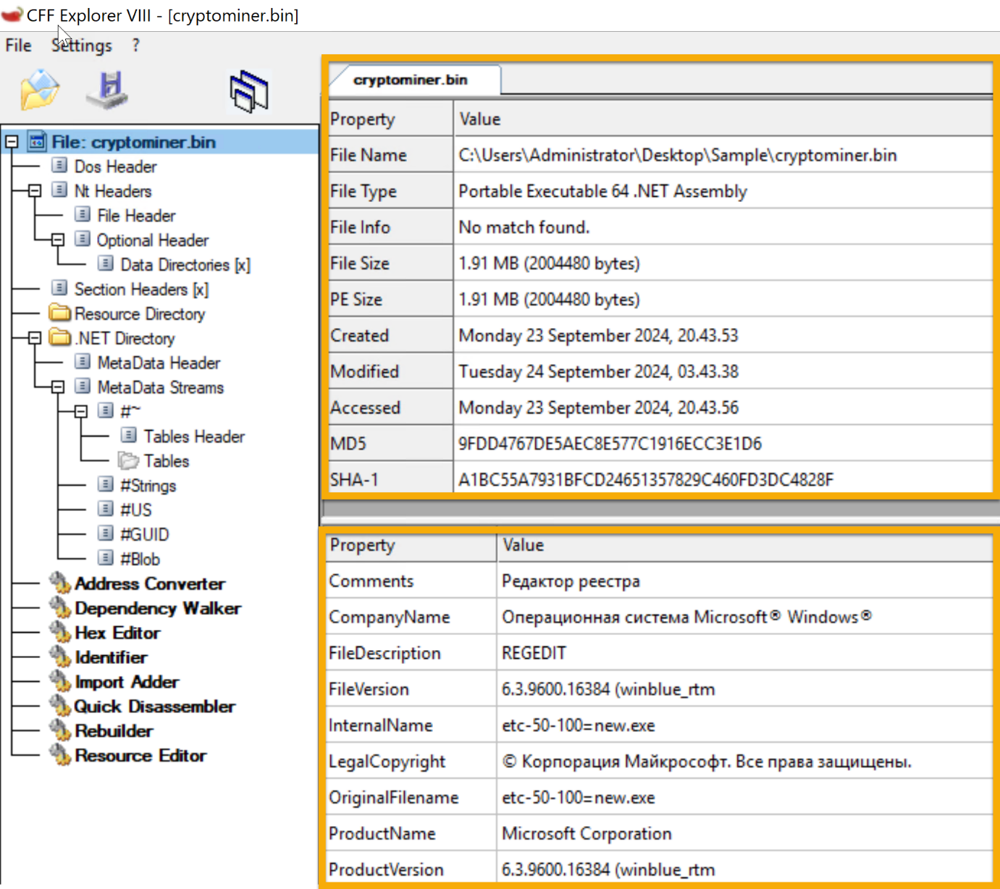 CFF Explorer VIII - [cryptominer.bin]
File Settings ?
File: cryptominer.bin
Dos Header
Nt Headers
File Header
Optional Header
Data Directories [x]
Section Headers [x]
Resource Directory
.NET Directory
MetaData Header
MetaData Streams
#~
Tables Header
Tables
#Strings
#US
#GUID
#Blob
Address Converter
Dependency Walker
Hex Editor
Identifier
Import Adder
Quick Disassembler
Rebuilder
Resource Editor
cryptominer.bin
Property Value
File Name C:\Users\Administrator\Desktop\Sample\cryptominer.bin
File Type Portable Executable 64 .NET Assembly
File Info No match found.
File Size 1.91 MB (2004480 bytes)
PE Size 1.91 MB (2004480 bytes)
Created Monday 23 September 2024, 20.43.53
Modified Tuesday 24 September 2024, 03.43.38
Accessed Monday 23 September 2024, 20.43.56
MD5 9FDD4767DE5AEC8E577C1916ECC3E1D6
SHA-1 A1BC55A7931BFCD24651357829C460FD3DC4828F
Property Value
Comments Редактор реестра
CompanyName Операционная система Microsoft® Windows®
FileDescription REGEDIT
FileVersion 6.3.9600.16384 (winblue_rtm
InternalName etc-50-100=new.exe
LegalCopyright © Корпорация Майкрософт. Все права защищены.
OriginalFilename etc-50-100=new.exe
ProductName Microsoft Corporation
ProductVersion 6.3.9600.16384 (winblue_rtm